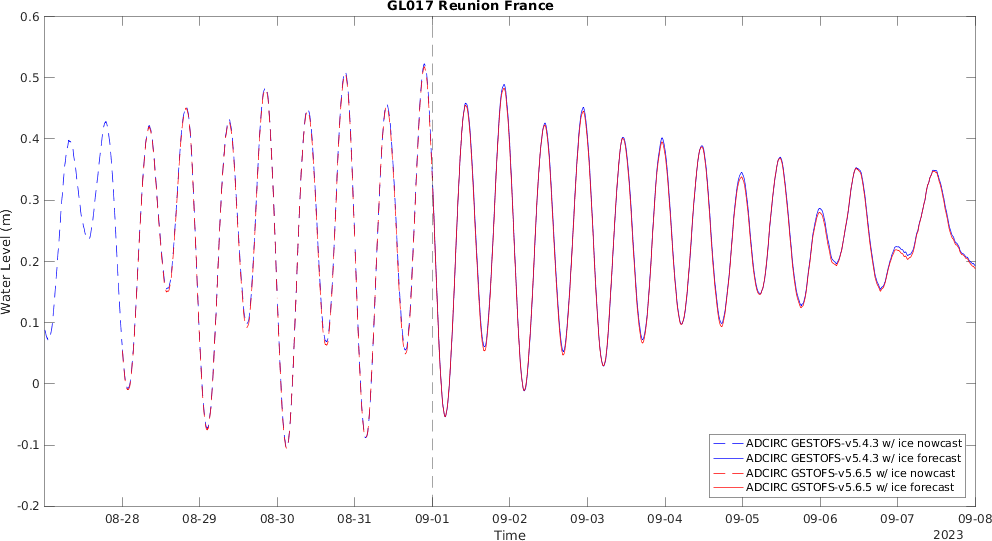 GL017 Reunion France
0.6
0.5
0.4
0.3
0.2
0.1
0
-0.1
-0.2
Water Level (m)
08-28 08-29 08-30 08-31 09-01 09-02 09-03 09-04 09-05 09-06 09-07 09-08
Time
2023
ADCIRC GESTOFS-v5.4.3 w/ ice nowcast
ADCIRC GESTOFS-v5.4.3 w/ ice forecast
ADCIRC GSTOFS-v5.6.5 w/ ice nowcast
ADCIRC GSTOFS-v5.6.5 w/ ice forecast